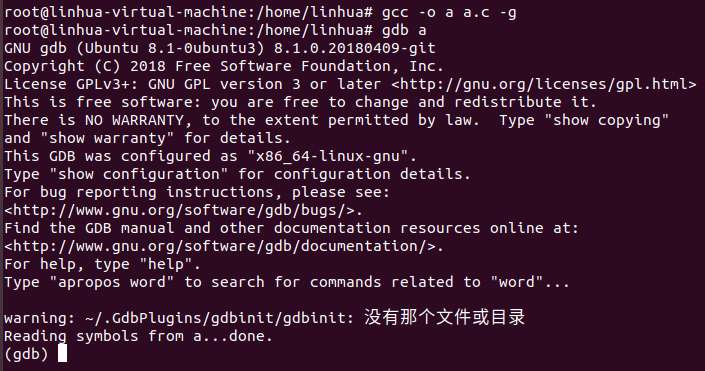 root@linhua-virtual-machine:/home/linhua# gcc -o a a.c -g
root@linhua-virtual-machine:/home/linhua# gdb a
GNU gdb (Ubuntu 8.1-0ubuntu3) 8.1.0.20180409-git
Copyright (C) 2018 Free Software Foundation, Inc.
License GPLv3+: GNU GPL version 3 or later <http://gnu.org/licenses/gpl.html>
This is free software: you are free to change and redistribute it.
There is NO WARRANTY, to the extent permitted by law.  Type "show copying"
and "show warranty" for details.
This GDB was configured as "x86_64-linux-gnu".
Type "show configuration" for configuration details.
For bug reporting instructions, please see:
<http://www.gnu.org/software/gdb/bugs/>.
Find the GDB manual and other documentation resources online at:
<http://www.gnu.org/software/gdb/documentation/>.
For help, type "help".
Type "apropos word" to search for commands related to "word"...
warning: ~/.GdbPlugins/gdbinit/gdbinit: 没有那个文件或目录
Reading symbols from a...done.
(gdb)